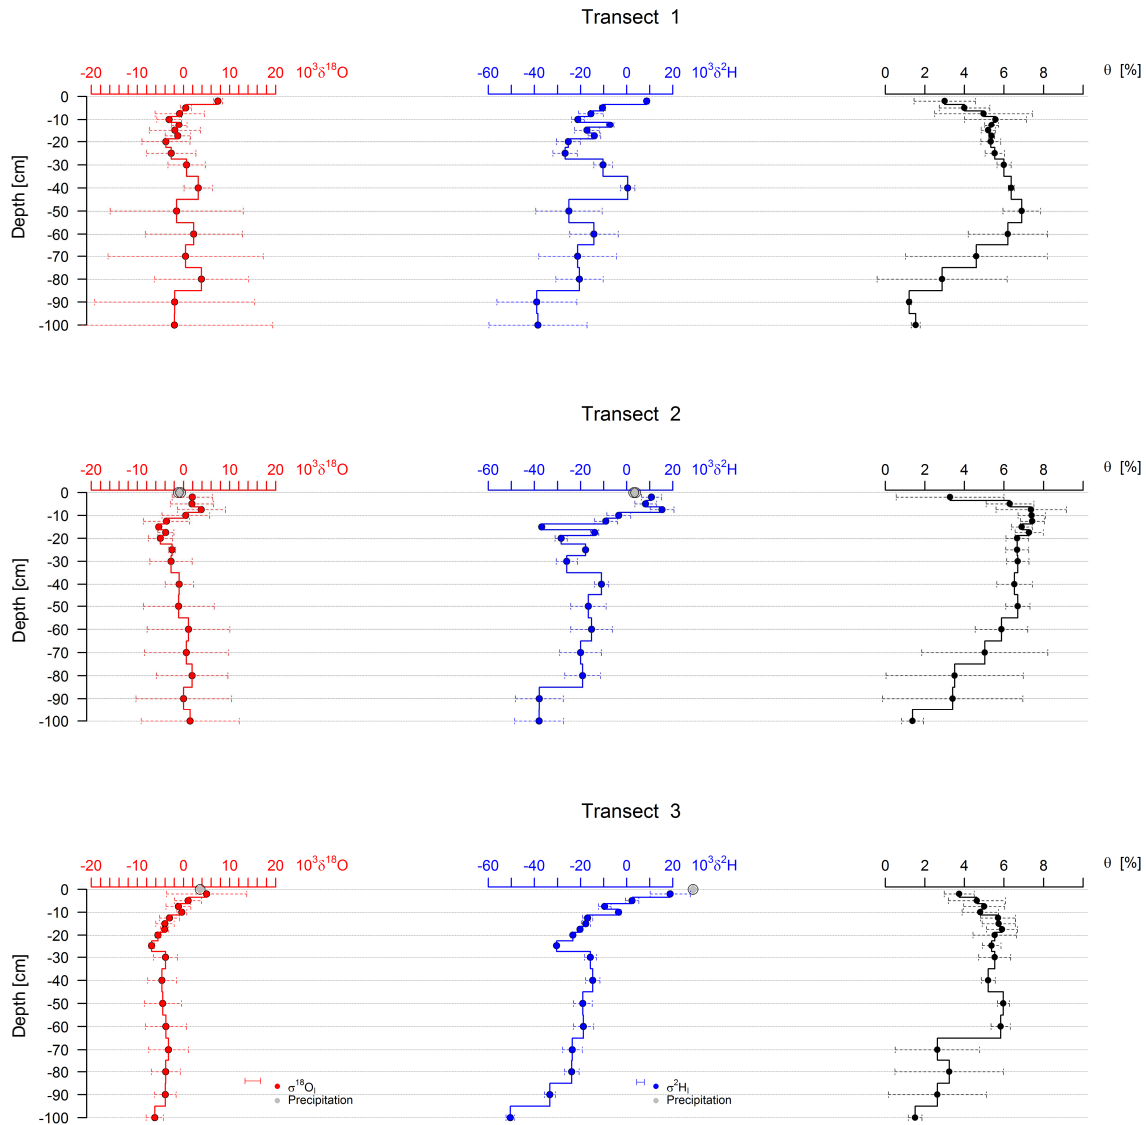 Transect 1
-20 -10 0 10 20 10³δ¹⁸O
-60 -40 -20 0 20 10³δ²H
0 2 4 6 8 θ [%]
Depth [cm]
0
-10
-20
-30
-40
-50
-60
-70
-80
-90
-100
Transect 2
-20 -10 0 10 20 10³δ¹⁸O
-60 -40 -20 0 20 10³δ²H
0 2 4 6 8 θ [%]
Depth [cm]
0
-10
-20
-30
-40
-50
-60
-70
-80
-90
-100
Transect 3
-20 -10 0 10 20 10³δ¹⁸O
-60 -40 -20 0 20 10³δ²H
0 2 4 6 8 θ [%]
Depth [cm]
0
-10
-20
-30
-40
-50
-60
-70
-80
-90
-100
σ¹⁸Oₗ
Precipitation
σ²Hₗ
Precipitation